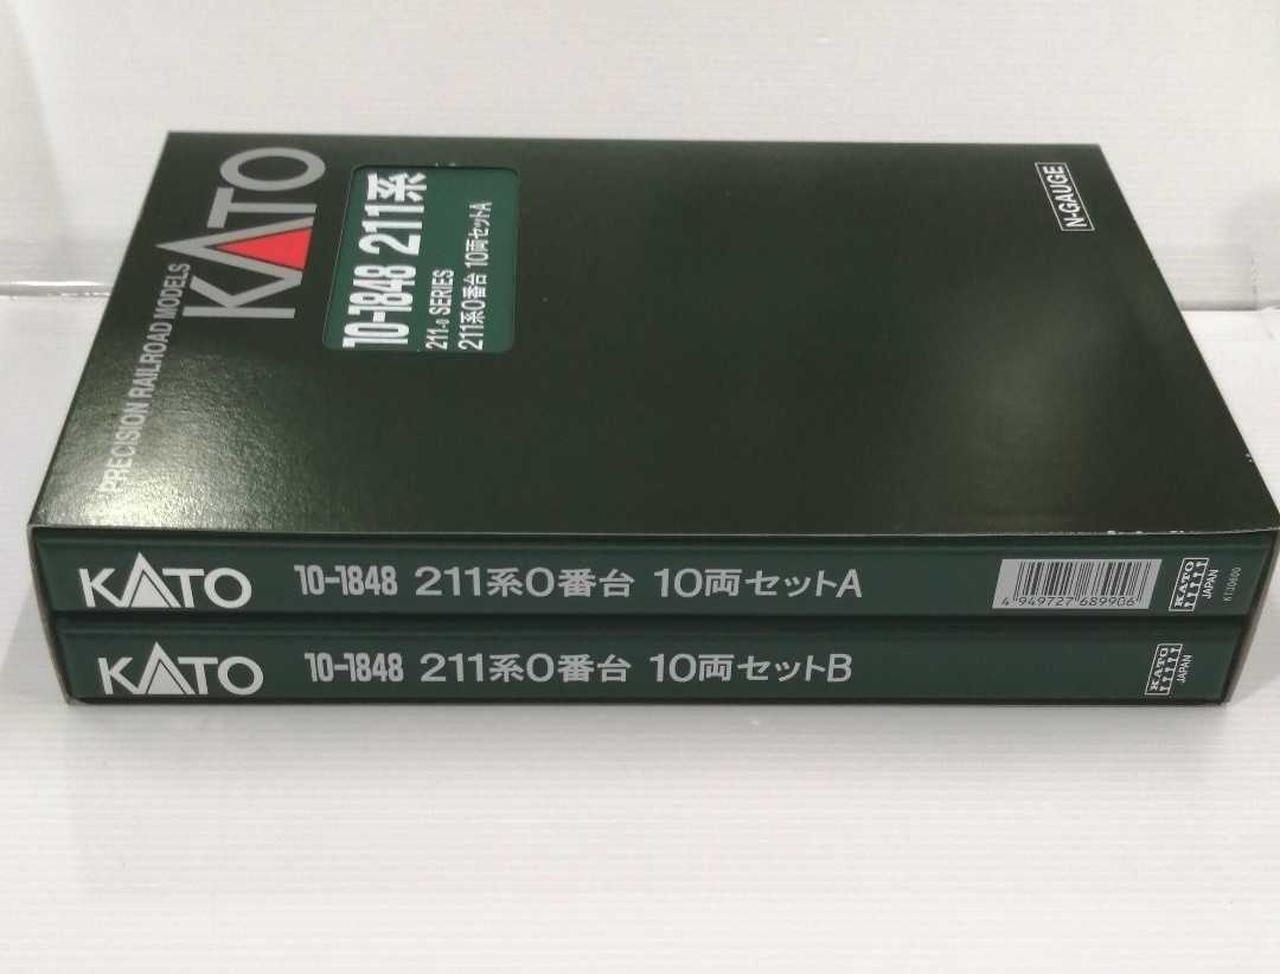 KATO
PRECISION RAILROAD MODELS
10-1848 211系
211-0 SERIES
211系0番台 10両セットA
N-GAUGE
KATO 10-1848 211系0番台 10両セットA
4 949727 689906
KATO
JAPAN
KT00600
KATO 10-1848 211系0番台 10両セットB
KATO
JAPAN